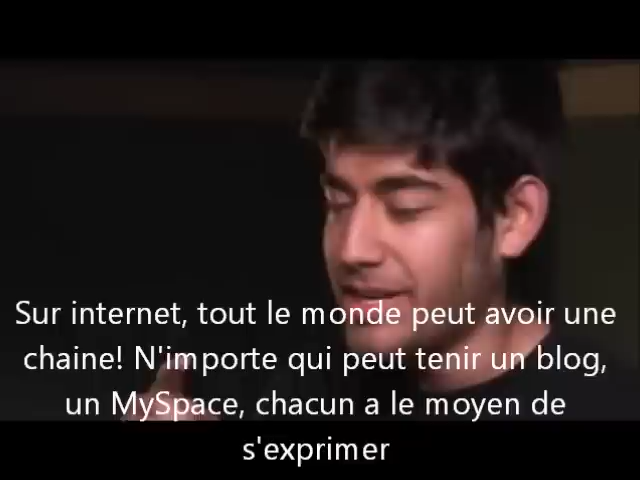 Sur internet, tout le monde peut avoir une
chaine! N'importe qui peut tenir un blog,
un MySpace, chacun a le moyen de
s'exprimer